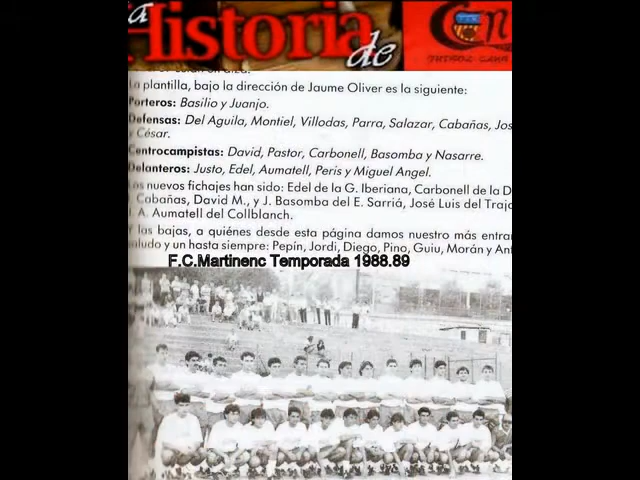 Historia
de
La plantilla, bajo la dirección de Jaume Oliver es la siguiente:
Porteros: Basilio y Juanjo.
Defensas: Del Aguila, Montiel, Villodas, Parra, Salazar, Cabañas, Jos
y César.
Centrocampistas: David, Pastor, Carbonell, Basomba y Nasarre.
Delanteros: Justo, Edel, Aumatell, Peris y Miguel Angel.
Los nuevos fichajes han sido: Edel de la G. Iberiana, Carbonell de la D
Cabañas, David M., y J. Basomba del E. Sarriá, José Luis del Traja
J. A. Aumatell del Collblanch.
Y las bajas, a quiénes desde esta página damos nuestro más entrar
saludo y un hasta siempre: Pepín, Jordi, Diego, Pino, Guiu, Morán y Ant
F.C.Martinenc Temporada 1988.89